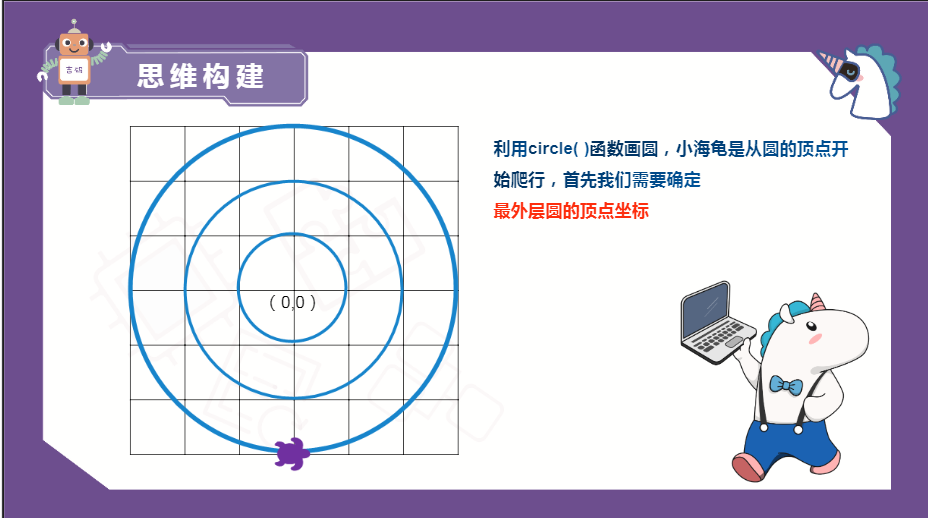 思维构建
利用circle( )函数画圆，小海龟是从圆的顶点开
始爬行，首先我们需要确定
最外层圆的顶点坐标
（0,0）